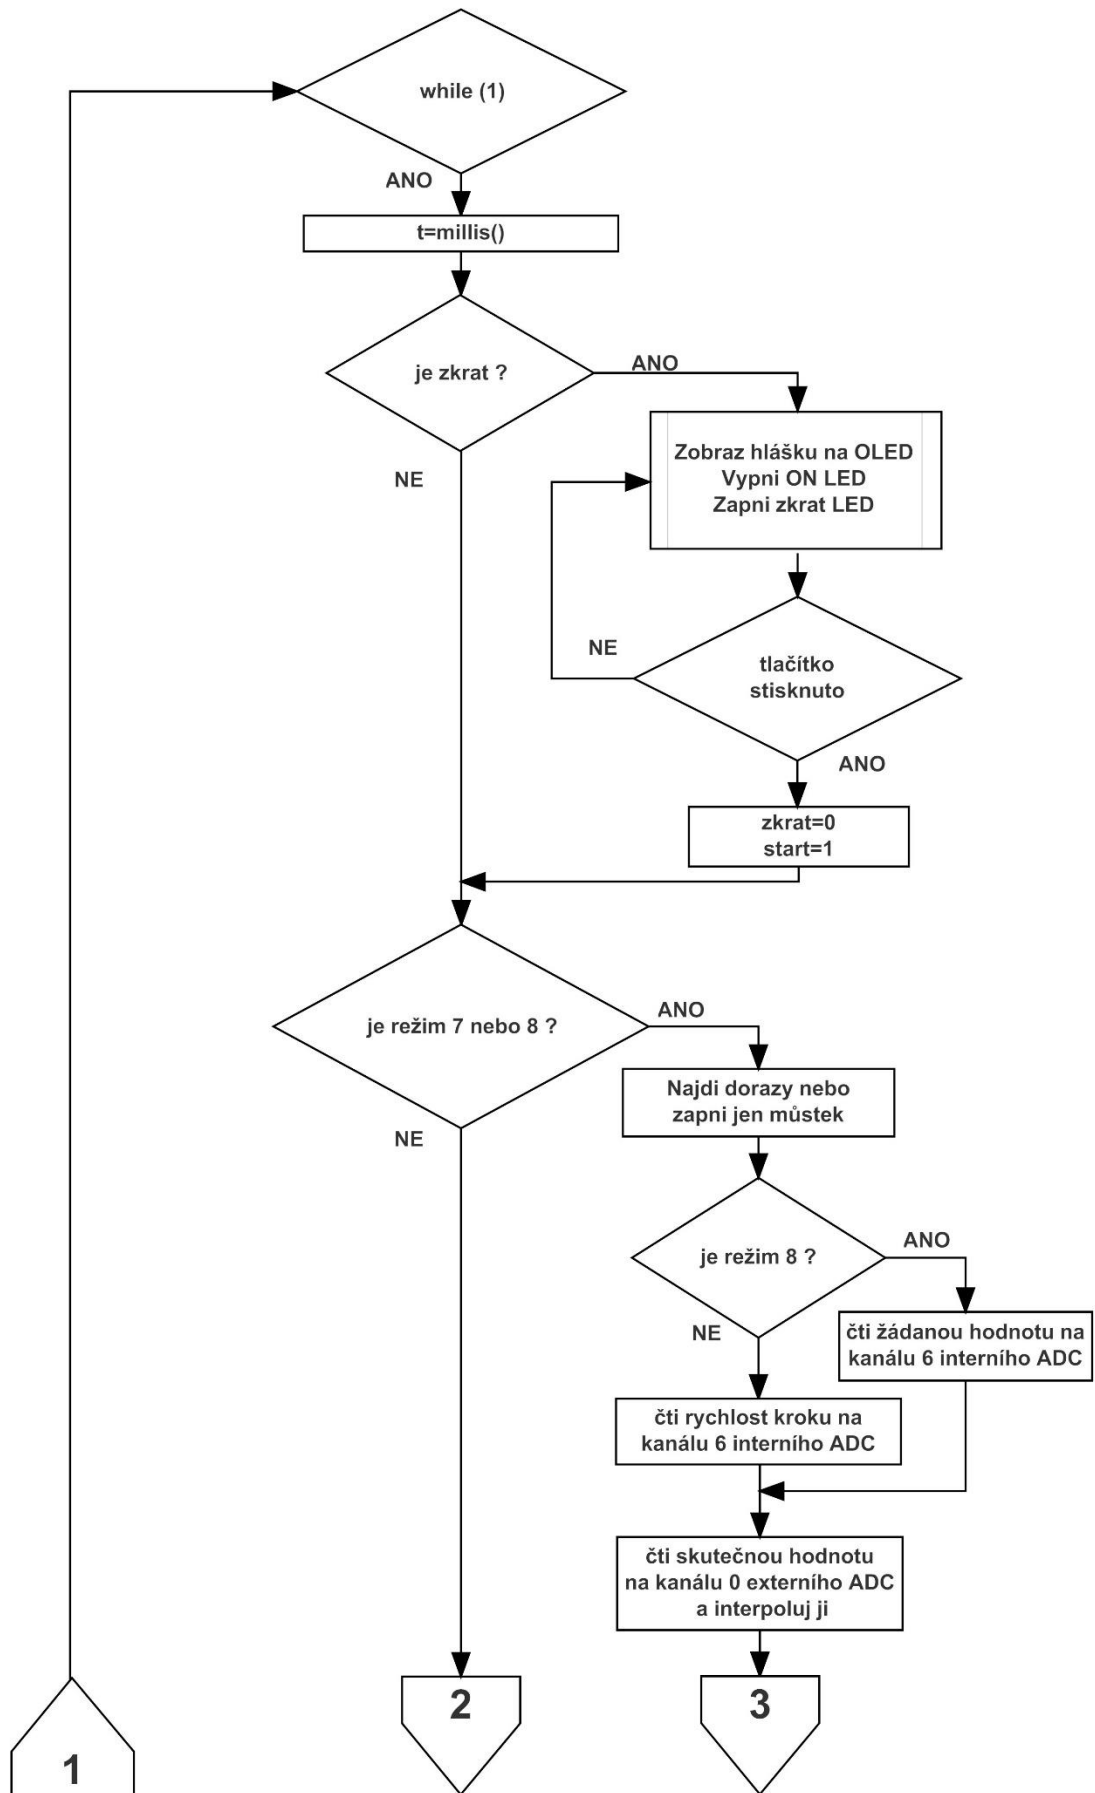 while (1)
ANO
t=millis()
je zkrat ?
ANO
NE
Zobraz hlášku na OLED
Vypni ON LED
Zapni zkrat LED
NE
tlačítko
stisknuto
ANO
zkrat=0
start=1
je režim 7 nebo 8 ?
ANO
NE
Najdi dorazy nebo
zapni jen můstek
je režim 8 ?
ANO
NE
čti žádanou hodnotu na
kanálu 6 interního ADC
čti rychlost kroku na
kanálu 6 interního ADC
čti skutečnou hodnotu
na kanálu 0 externího ADC
a interpoluj ji
1
2
3